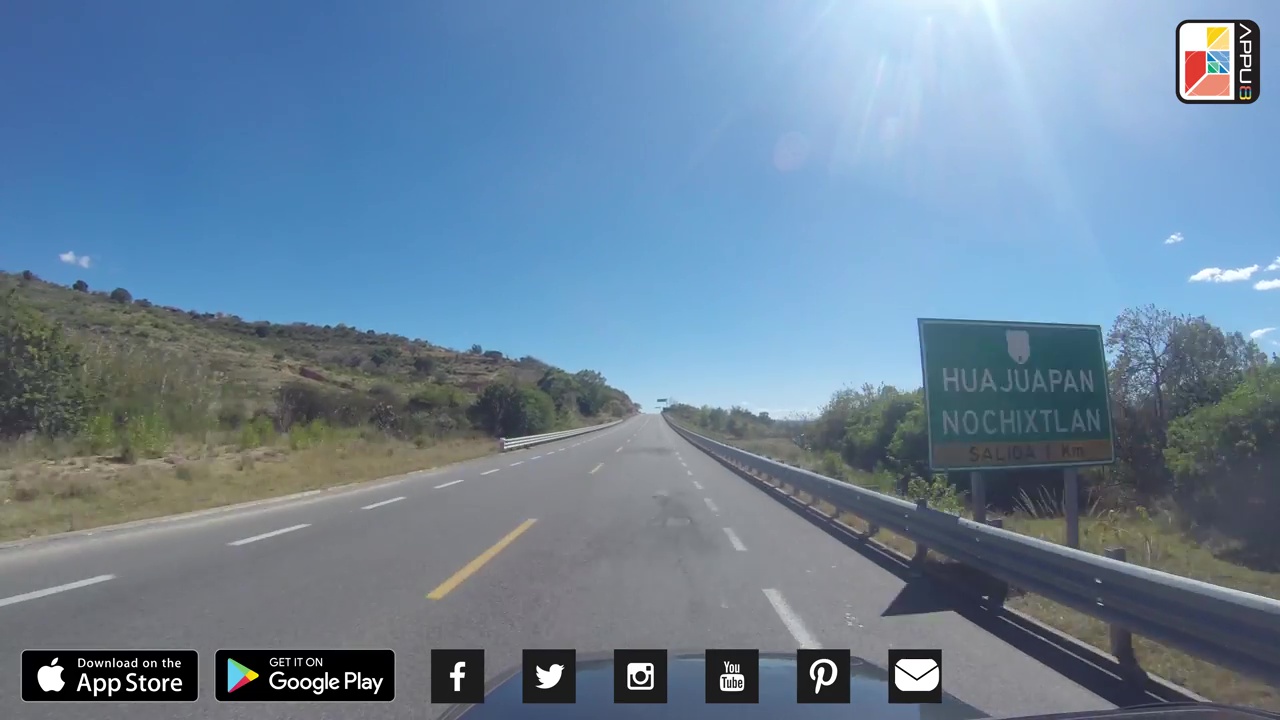 APPU8
HUAJUAPAN
NOCHIXTLAN
SALIDA 1 Km
Download on the
App Store
GET IT ON
Google Play
You
Tube